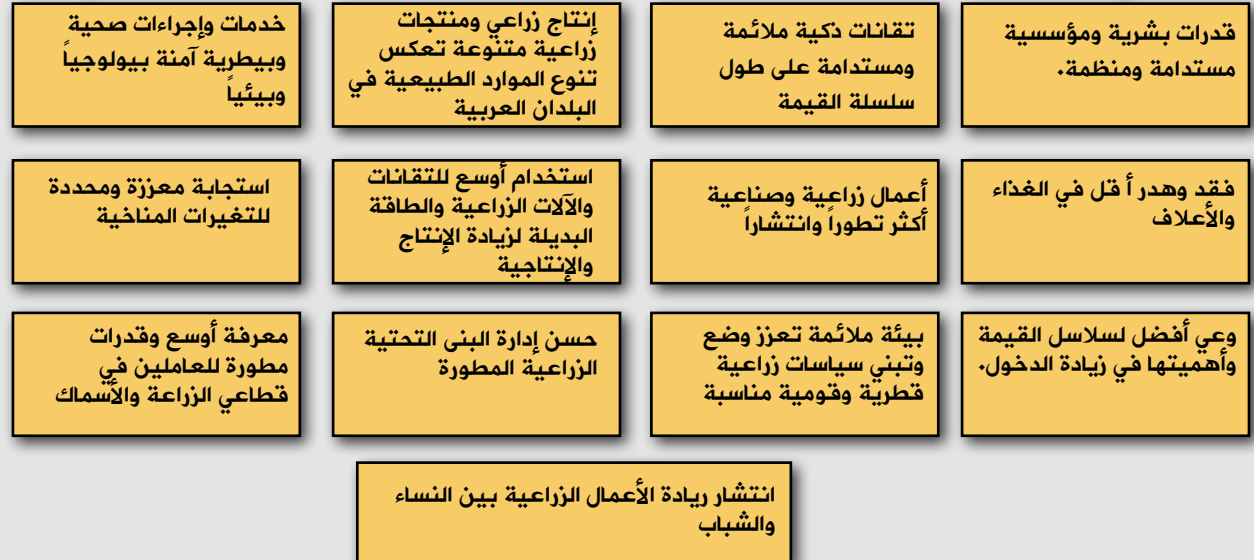 قدرات بشرية ومؤسسية
مستدامة ومنظمة.
تقانات ذكية ملائمة
ومستدامة على طول
سلسلة القيمة
إنتاج زراعي ومنتجات
زراعية متنوعة تعكس
تنوع الموارد الطبيعية في
البلدان العربية
خدمات وإجراءات صحية
وبيطرية آمنة بيولوجياً
وبيئياً
فقد وهدر أ قل في الغذاء
والأعلاف
أعمال زراعية وصناعية
أكثر تطوراً وانتشاراً
استخدام أوسع للتقانات
والآلات الزراعية والطاقة
البديلة لزيادة الإنتاج
والإنتاجية
استجابة معززة ومحددة
للتغيرات المناخية
وعي أفضل لسلاسل القيمة
وأهميتها في زيادة الدخول.
بيئة ملائمة تعزز وضع
وتبني سياسات زراعية
قطرية وقومية مناسبة
حسن إدارة البنى التحتية
الزراعية المطورة
معرفة أوسع وقدرات
مطورة للعاملين في
قطاعي الزراعة والأسماك
انتشار ريادة الأعمال الزراعية بين النساء
والشباب